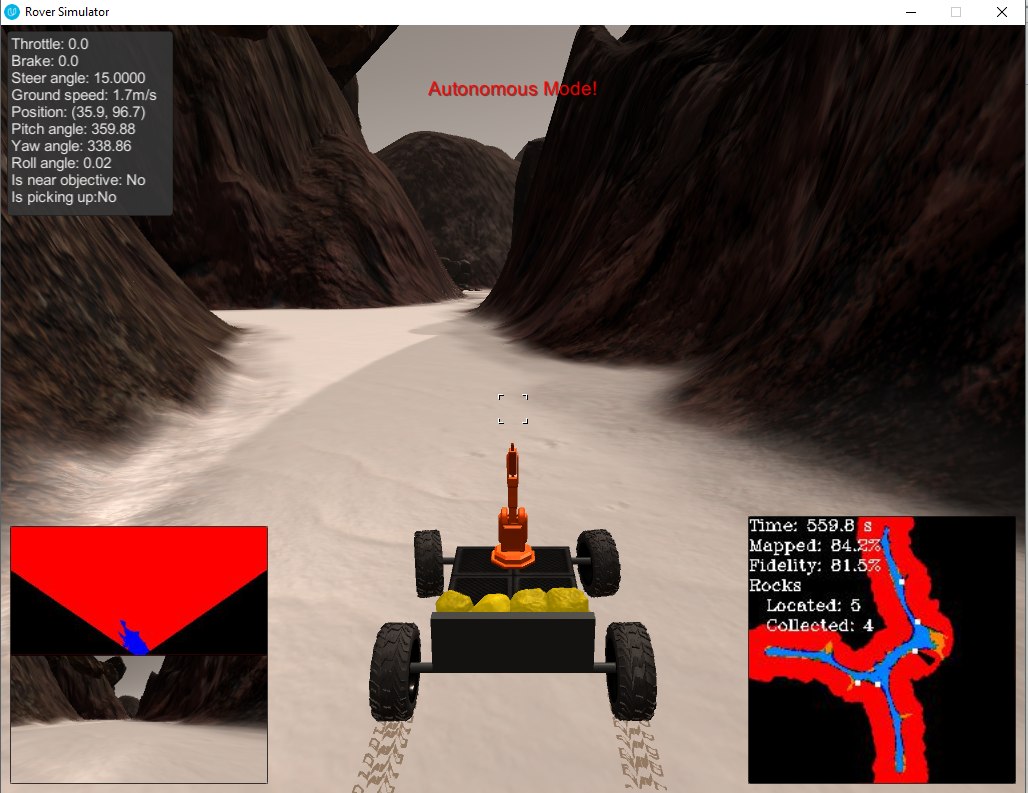 Rover Simulator
Throttle: 0.0
Brake: 0.0
Steer angle: 15.0000
Ground speed: 1.7m/s
Position: (35.9, 96.7)
Pitch angle: 359.88
Yaw angle: 338.86
Roll angle: 0.02
Is near objective: No
Is picking up:No
Autonomous Mode!
Time: 559.8 s
Mapped: 84.2%
Fidelity: 81.5%
Rocks
Located: 5
Collected: 4